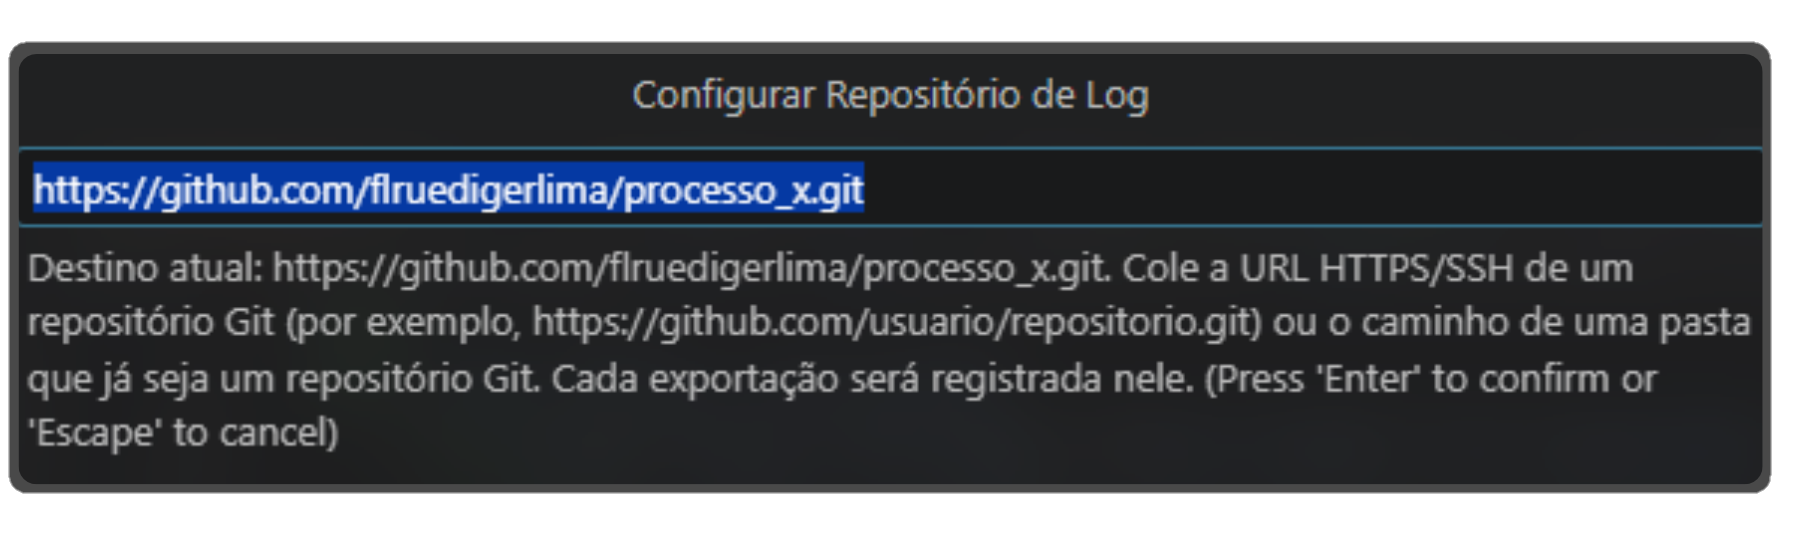 Configurar Repositório de Log
https://github.com/flruedigerlima/processo_x.git
Destino atual: https://github.com/flruedigerlima/processo_x.git. Cole a URL HTTPS/SSH de um
repositório Git (por exemplo, https://github.com/usuario/repositorio.git) ou o caminho de uma pasta
que já seja um repositório Git. Cada exportação será registrada nele. (Press 'Enter' to confirm or
'Escape' to cancel)